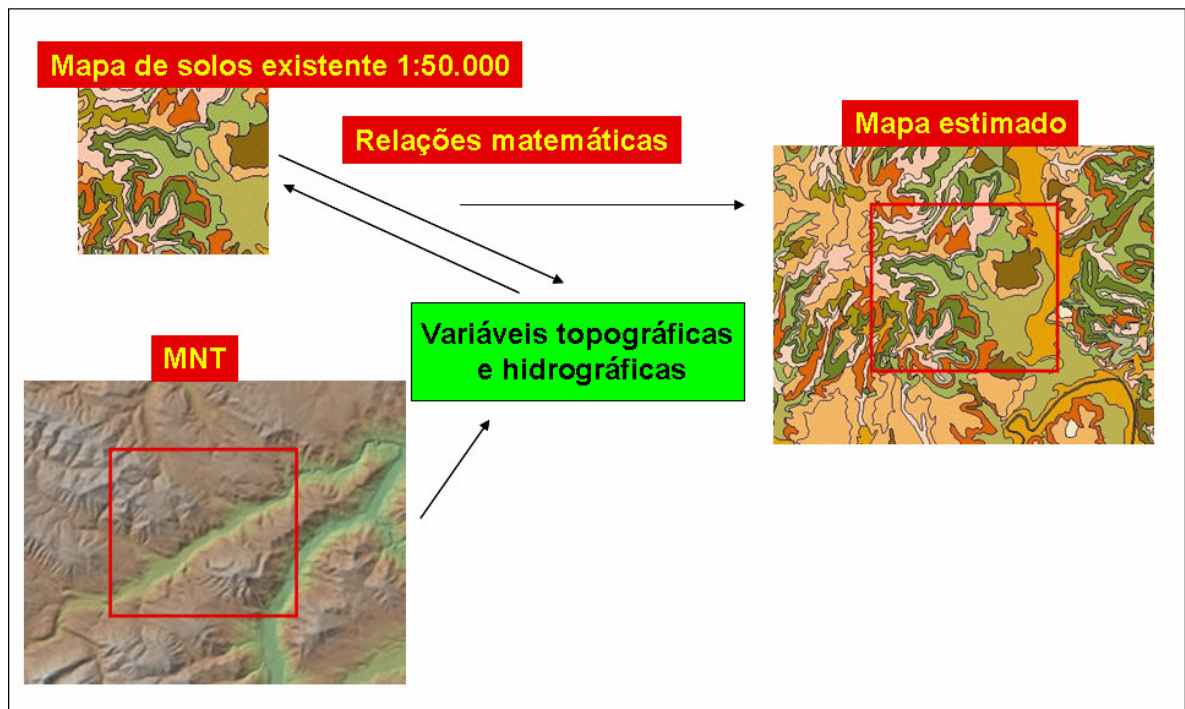 Mapa de solos existente 1:50.000
Relações matemáticas
Mapa estimado
Variáveis topográficas
e hidrográficas
MNT